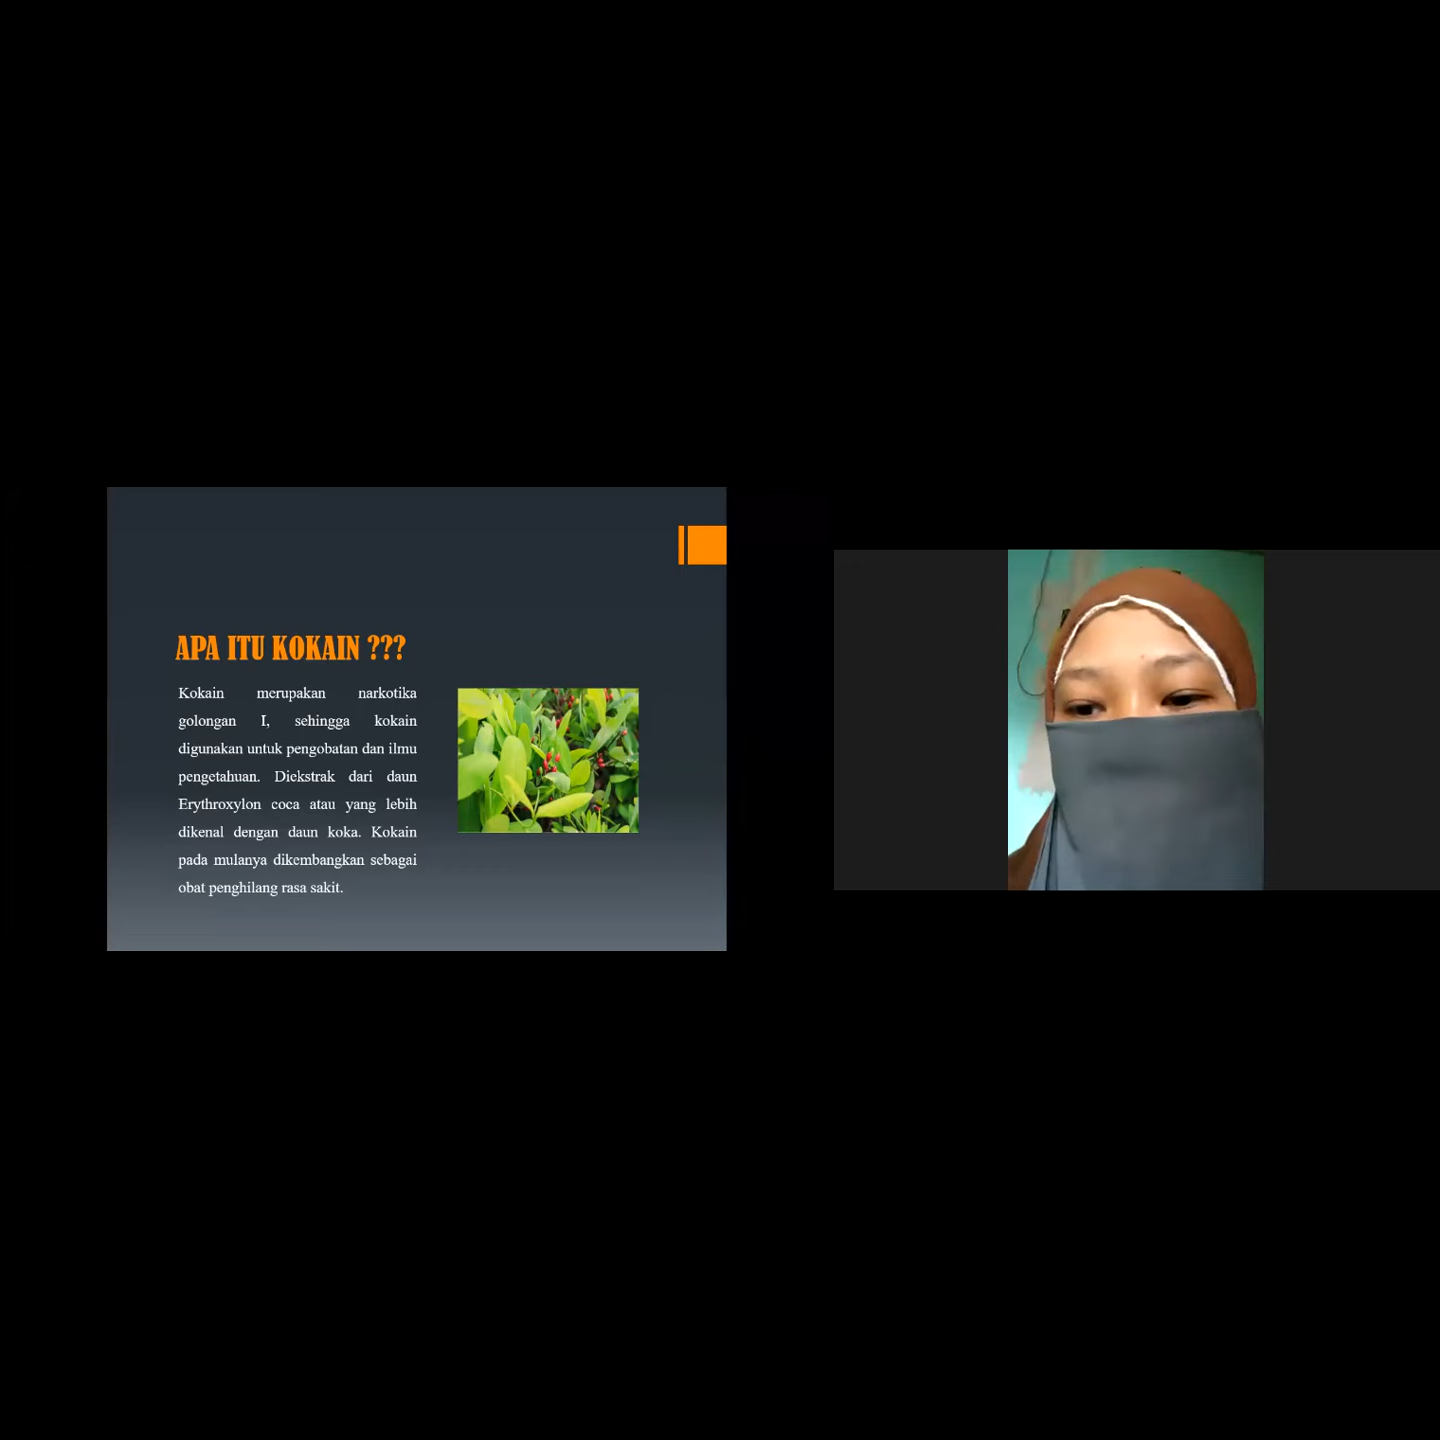 APA ITU KOKAIN ???
Kokain merupakan narkotika
golongan I, sehingga kokain
digunakan untuk pengobatan dan ilmu
pengetahuan. Diekstrak dari daun
Erythroxylon coca atau yang lebih
dikenal dengan daun koka. Kokain
pada mulanya dikembangkan sebagai
obat penghilang rasa sakit.